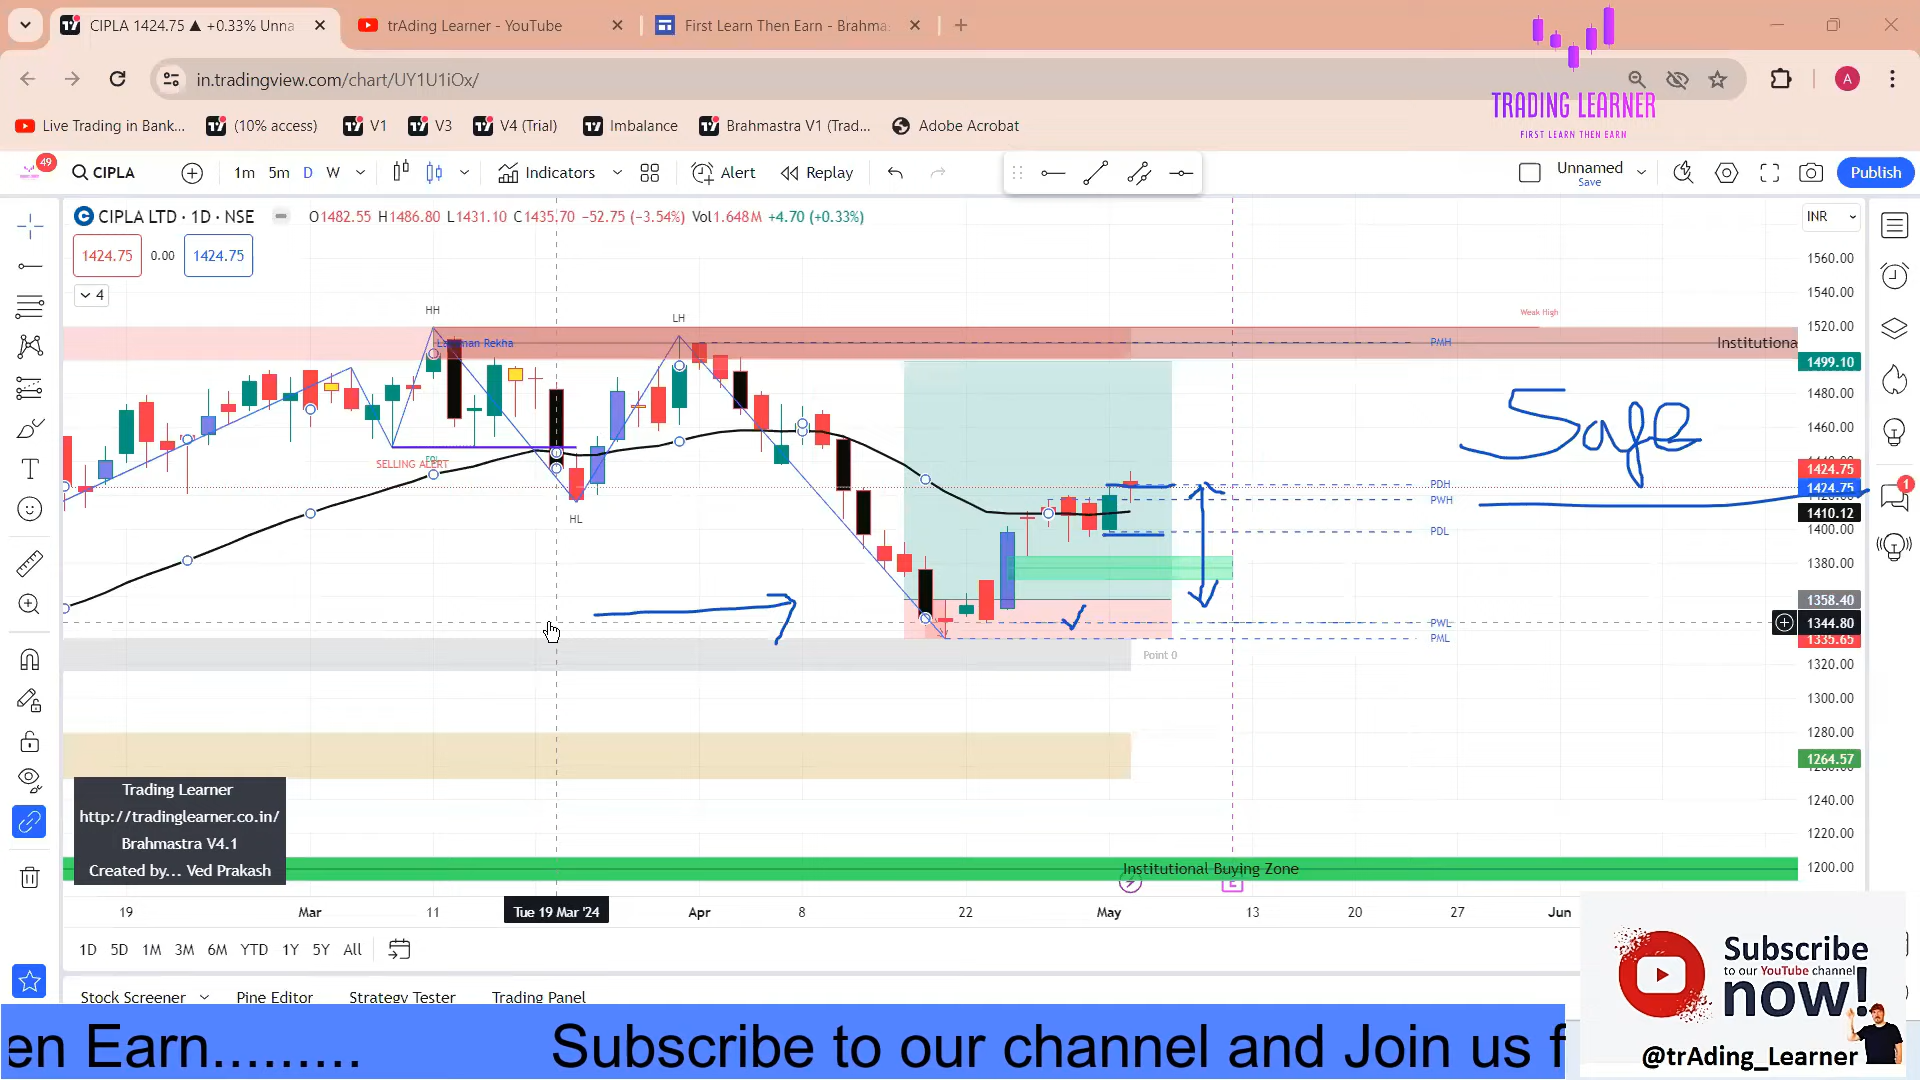 CIPLA 1424.75 ▲ +0.33% Unna
trAding Learner - YouTube
First Learn Then Earn - Brahma
in.tradingview.com/chart/UY1U1iOx/
A
TRADING LEARNER
FIRST LEARN THEN EARN
Live Trading in Bank...
(10% access)
V1
V3
V4 (Trial)
Imbalance
Brahmastra V1 (Trad...
Adobe Acrobat
49
CIPLA
1m
5m
D
W
Indicators
Alert
Replay
Unnamed
Save
Publish
CIPLA LTD · 1D · NSE
O1482.55 H1486.80 L1431.10 C1435.70 −52.75 (−3.54%) Vol1.648M +4.70 (+0.33%)
INR
1424.75
0.00
1424.75
4
1560.00
1540.00
1520.00
1499.10
1480.00
1460.00
1424.75
1424.75
1410.12
1400.00
1380.00
1358.40
1344.80
1335.65
1320.00
1300.00
1280.00
1264.57
1240.00
1220.00
1200.00
HH
LH
HL
SELLING ALERT
Weak High
PMH
Instituciona
Safe
PDH
PWH
PDL
PWL
PML
Point 0
1
Trading Learner
http://tradinglearner.co.in/
Brahmastra V4.1
Created by... Ved Prakash
Institutional Buying Zone
E
19
Mar
11
Tue 19 Mar '24
Apr
8
22
May
13
20
27
Jun
1D
5D
1M
3M
6M
YTD
1Y
5Y
All
Stock Screener
Pine Editor
Strategy Tester
Trading Panel
Subscribe
to our YouTube channel
now!
@trAding_Learner
en Earn.........
Subscribe to our channel and Join us f